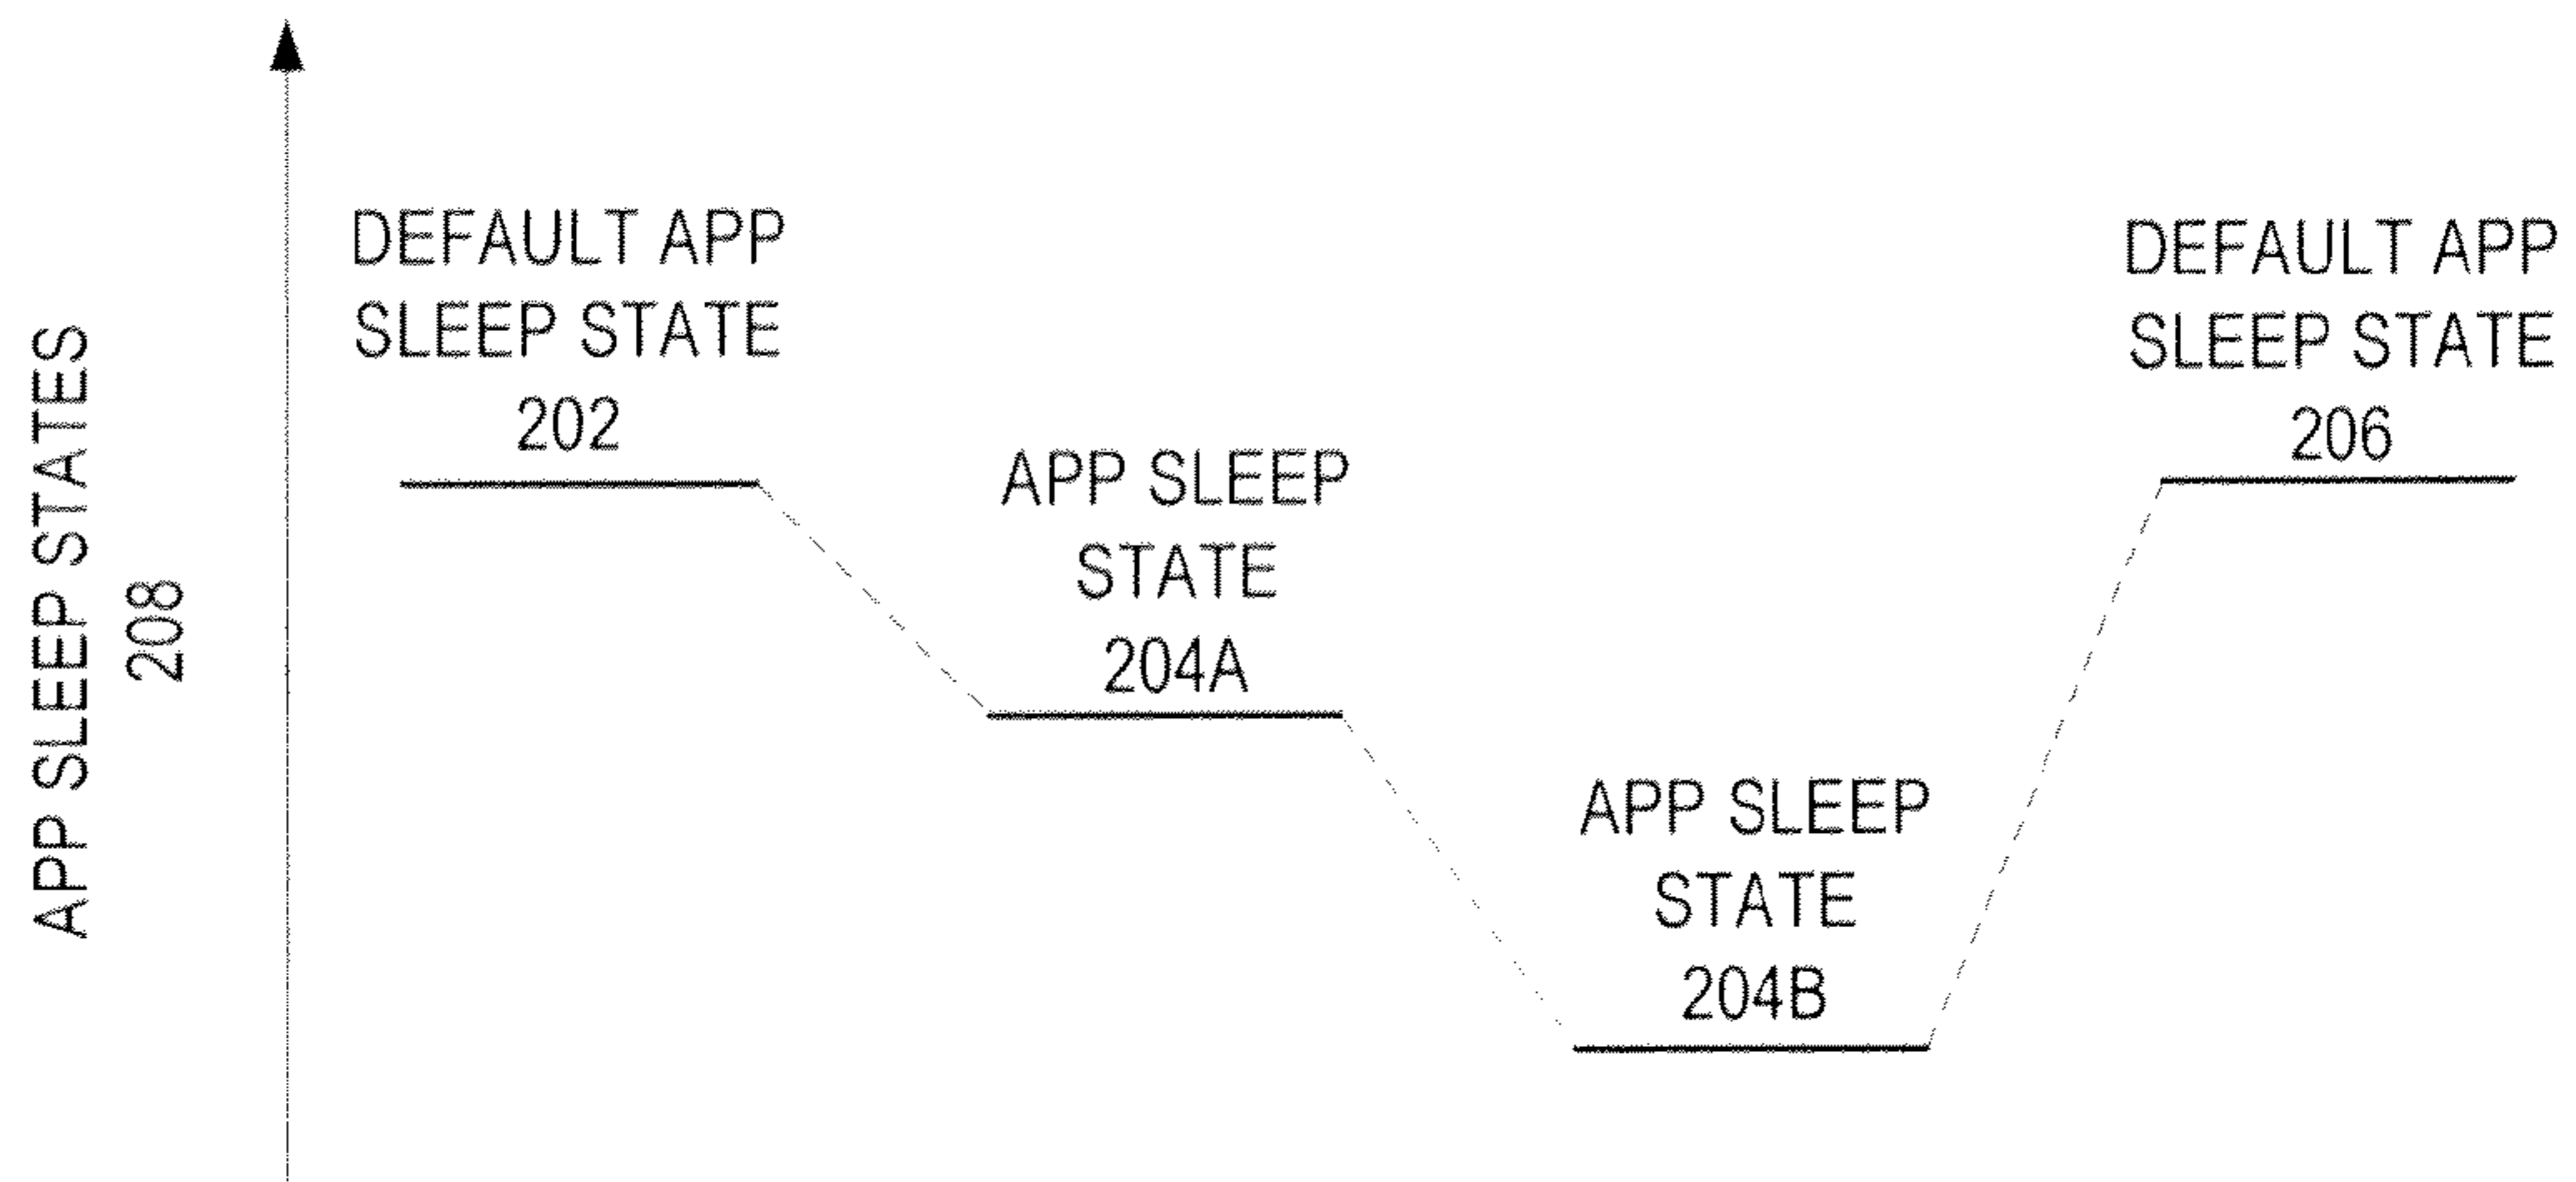 APP SLEEP STATES
208
DEFAULT APP
SLEEP STATE
202
APP SLEEP
STATE
204A
APP SLEEP
STATE
204B
DEFAULT APP
SLEEP STATE
206